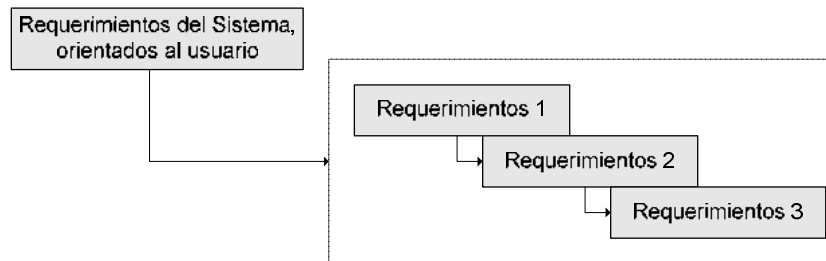 Requerimientos del Sistema,
orientados al usuario
Requerimientos 1
Requerimientos 2
Requerimientos 3